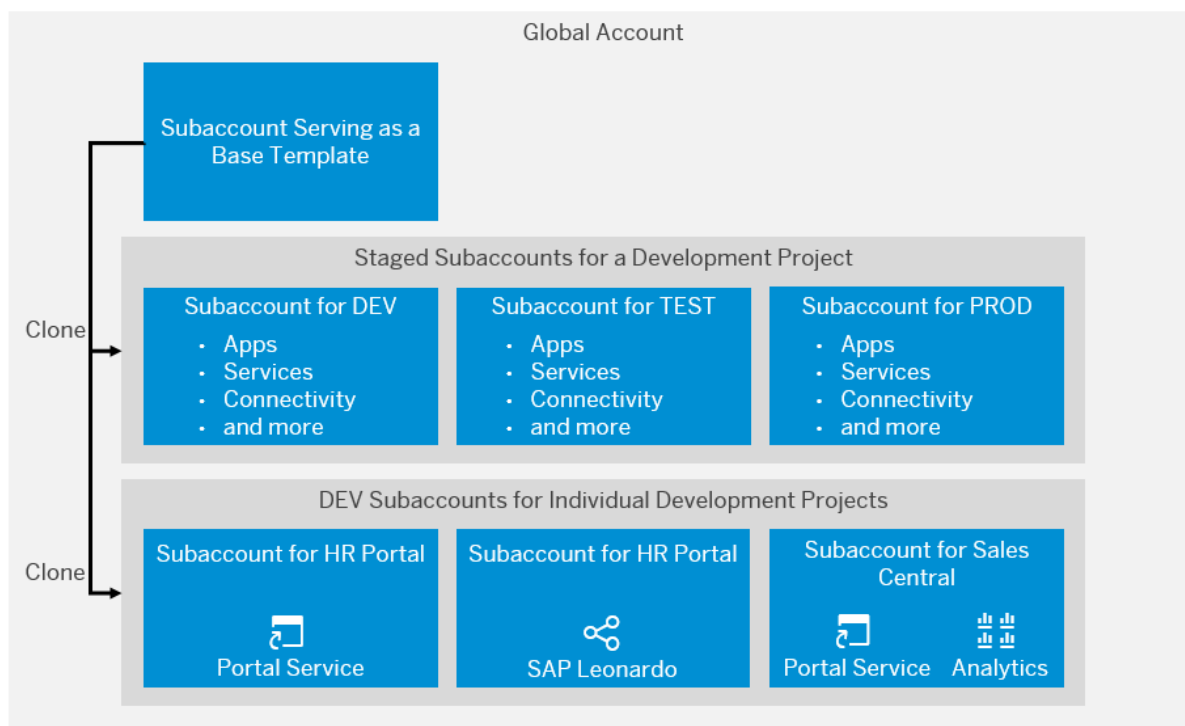 Global Account
Subaccount Serving as a
Base Template
Clone
Staged Subaccounts for a Development Project
Subaccount for DEV
• Apps
• Services
• Connectivity
• and more
Subaccount for TEST
• Apps
• Services
• Connectivity
• and more
Subaccount for PROD
• Apps
• Services
• Connectivity
• and more
Clone
DEV Subaccounts for Individual Development Projects
Subaccount for HR Portal
Portal Service
Subaccount for HR Portal
SAP Leonardo
Subaccount for Sales
Central
Portal Service
Analytics